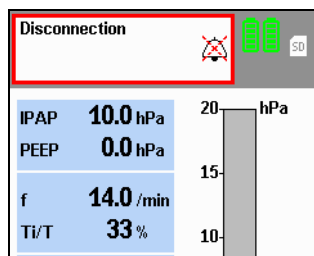 Disconnection
SD
IPAP 10.0 hPa
PEEP 0.0 hPa
f 14.0 /min
Ti/T 33 %
20 hPa
15
10